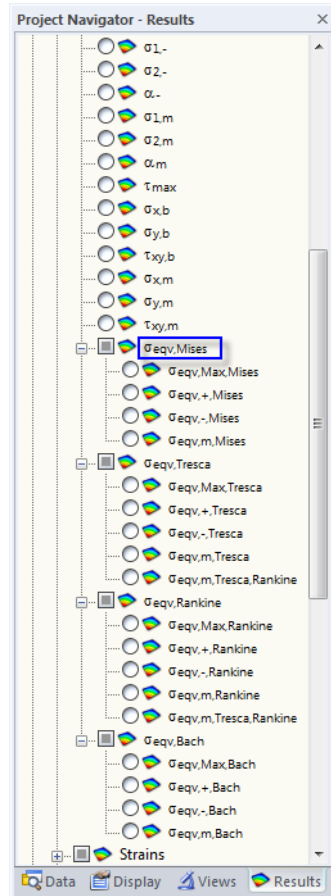 Project Navigator - Results
σ1,-
σ2,-
α-
σ1,m
σ2,m
αm
τmax
σx,b
σy,b
τxy,b
σx,m
σy,m
τxy,m
σeqv,Mises
σeqv,Max,Mises
σeqv,+,Mises
σeqv,-,Mises
σeqv,m,Mises
σeqv,Tresca
σeqv,Max,Tresca
σeqv,+,Tresca
σeqv,-,Tresca
σeqv,m,Tresca
σeqv,m,Tresca,Rankine
σeqv,Rankine
σeqv,Max,Rankine
σeqv,+,Rankine
σeqv,-,Rankine
σeqv,m,Rankine
σeqv,m,Tresca,Rankine
σeqv,Bach
σeqv,Max,Bach
σeqv,+,Bach
σeqv,-,Bach
σeqv,m,Bach
Strains
Data Display Views Results